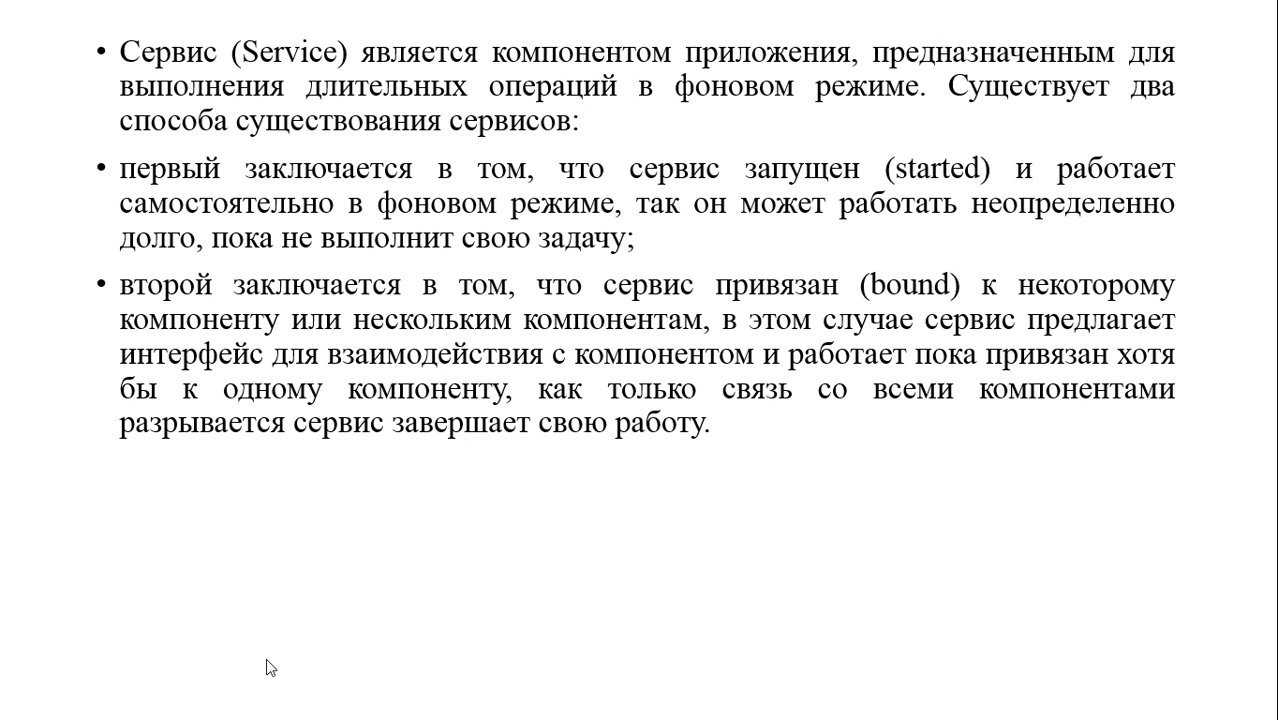 • Сервис (Service) является компонентом приложения, предназначенным для
выполнения длительных операций в фоновом режиме. Существует два
способа существования сервисов:
• первый заключается в том, что сервис запущен (started) и работает
самостоятельно в фоновом режиме, так он может работать неопределенно
долго, пока не выполнит свою задачу;
• второй заключается в том, что сервис привязан (bound) к некоторому
компоненту или нескольким компонентам, в этом случае сервис предлагает
интерфейс для взаимодействия с компонентом и работает пока привязан хотя
бы к одному компоненту, как только связь со всеми компонентами
разрывается сервис завершает свою работу.